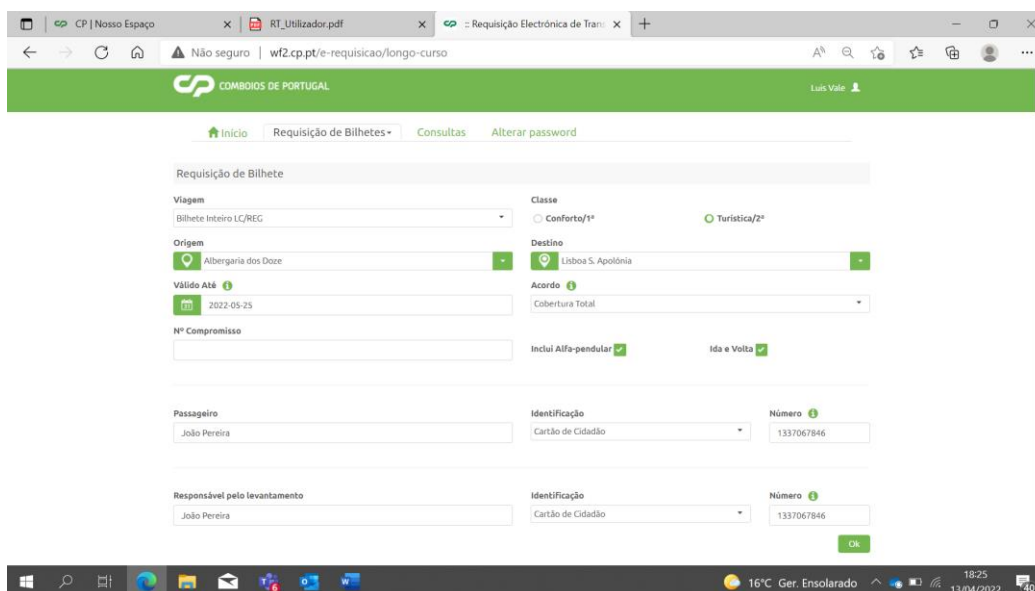 CP | Nosso Espaço
RT_Utilizador.pdf
:: Requisição Electrónica de Tran
Não seguro | wf2.cp.pt/e-requisicao/longo-curso
CP COMBOIOS DE PORTUGAL
Luis Vale
Início Requisição de Bilhetes Consultas Alterar password
Requisição de Bilhete
Viagem Classe
Bilhete Inteiro LC/REG Conforto/1ª Turística/2ª
Origem Destino
Albergaria dos Doze Lisboa S. Apolónia
Válido Até Acordo
2022-05-25 Cobertura Total
Nº Compromisso
Inclui Alfa-pendular Ida e Volta
Passageiro Identificação Número
João Pereira Cartão de Cidadão 1337067846
Responsável pelo levantamento Identificação Número
João Pereira Cartão de Cidadão 1337067846
Ok
16°C Ger. Ensolarado
18:25
13/04/2022
40